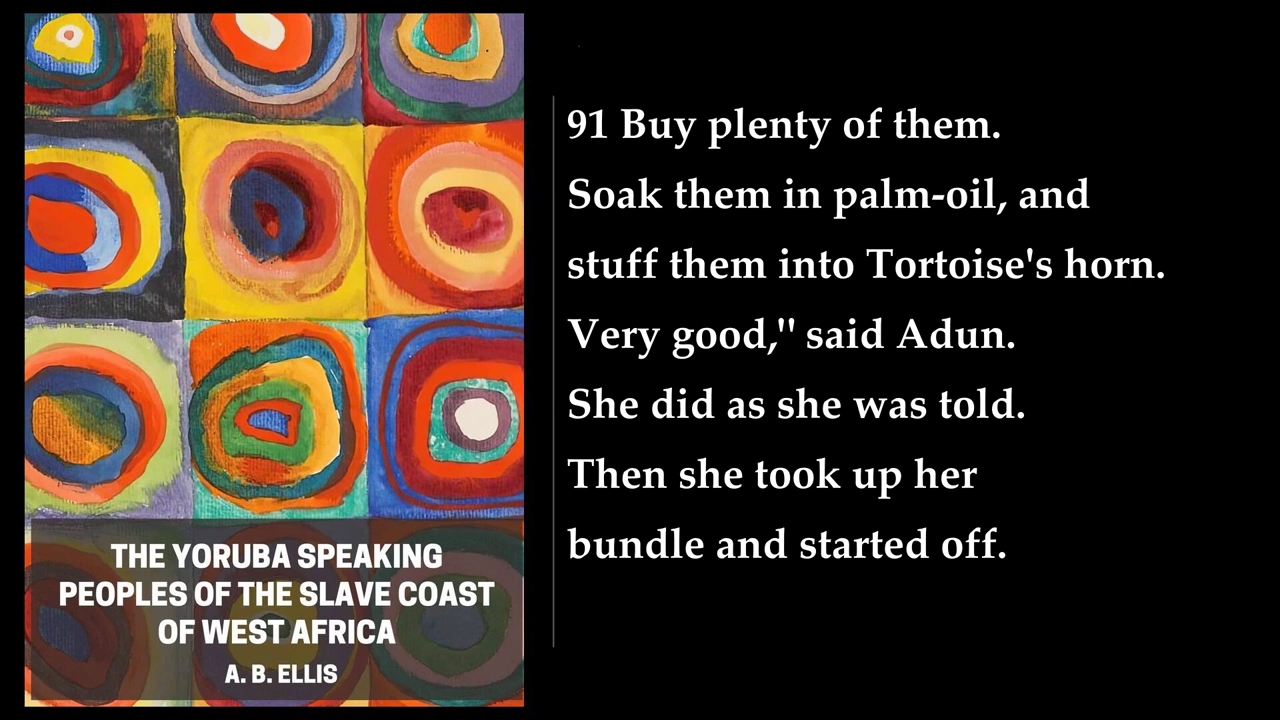 THE YORUBA SPEAKING
PEOPLES OF THE SLAVE COAST
OF WEST AFRICA
A. B. ELLIS
91 Buy plenty of them.
Soak them in palm-oil, and
stuff them into Tortoise's horn.
Very good," said Adun.
She did as she was told.
Then she took up her
bundle and started off.